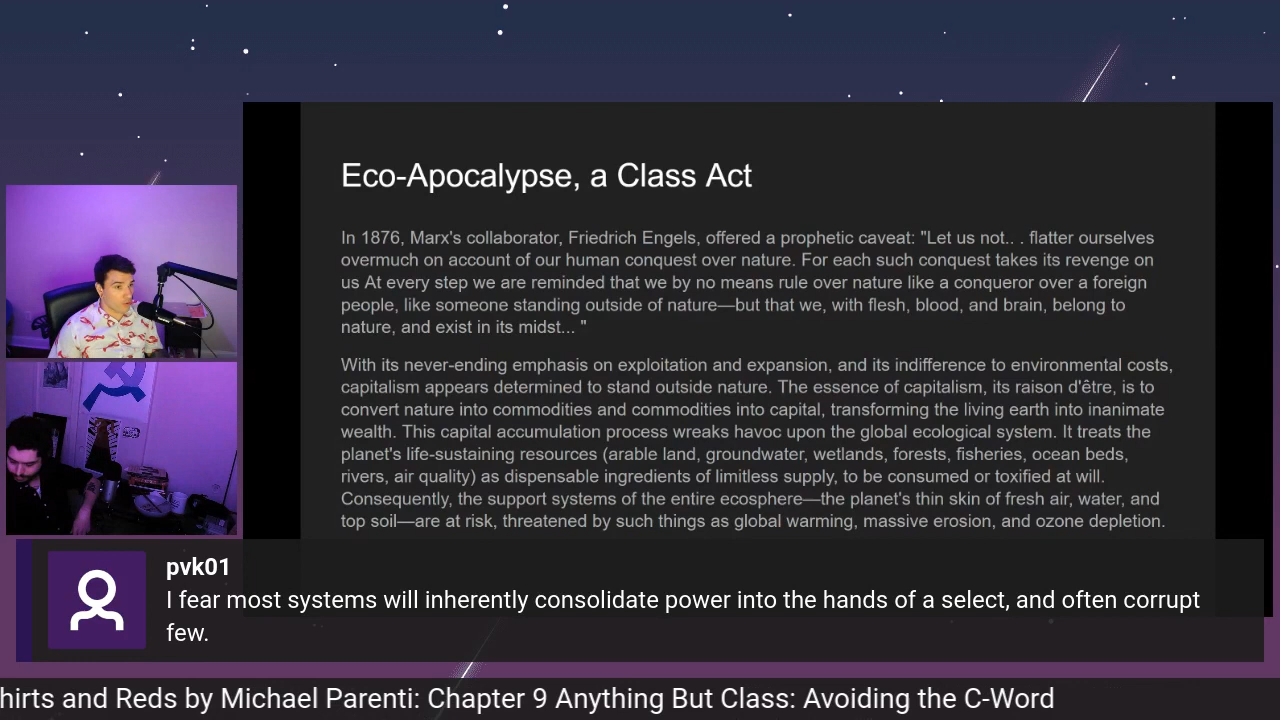 Eco-Apocalypse, a Class Act
In 1876, Marx's collaborator, Friedrich Engels, offered a prophetic caveat: "Let us not.. . flatter ourselves
overmuch on account of our human conquest over nature. For each such conquest takes its revenge on
us At every step we are reminded that we by no means rule over nature like a conqueror over a foreign
people, like someone standing outside of nature—but that we, with flesh, blood, and brain, belong to
nature, and exist in its midst... "
With its never-ending emphasis on exploitation and expansion, and its indifference to environmental costs,
capitalism appears determined to stand outside nature. The essence of capitalism, its raison d'être, is to
convert nature into commodities and commodities into capital, transforming the living earth into inanimate
wealth. This capital accumulation process wreaks havoc upon the global ecological system. It treats the
planet's life-sustaining resources (arable land, groundwater, wetlands, forests, fisheries, ocean beds,
rivers, air quality) as dispensable ingredients of limitless supply, to be consumed or toxified at will.
Consequently, the support systems of the entire ecosphere—the planet's thin skin of fresh air, water, and
top soil—are at risk, threatened by such things as global warming, massive erosion, and ozone depletion.
pvk01
I fear most systems will inherently consolidate power into the hands of a select, and often corrupt
few.
hirts and Reds by Michael Parenti: Chapter 9 Anything But Class: Avoiding the C-Word